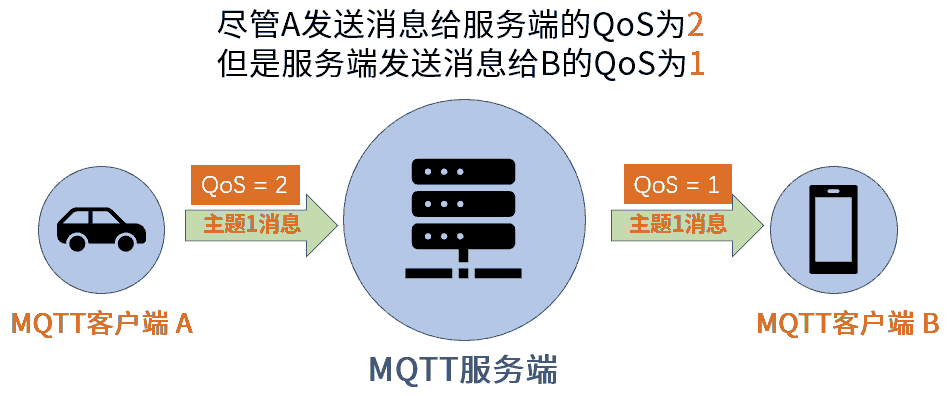 尽管A发送消息给服务端的QoS为2
但是服务端发送消息给B的QoS为1
QoS = 2
主题1消息
QoS = 1
主题1消息
MQTT客户端 A
MQTT客户端 B
MQTT服务端